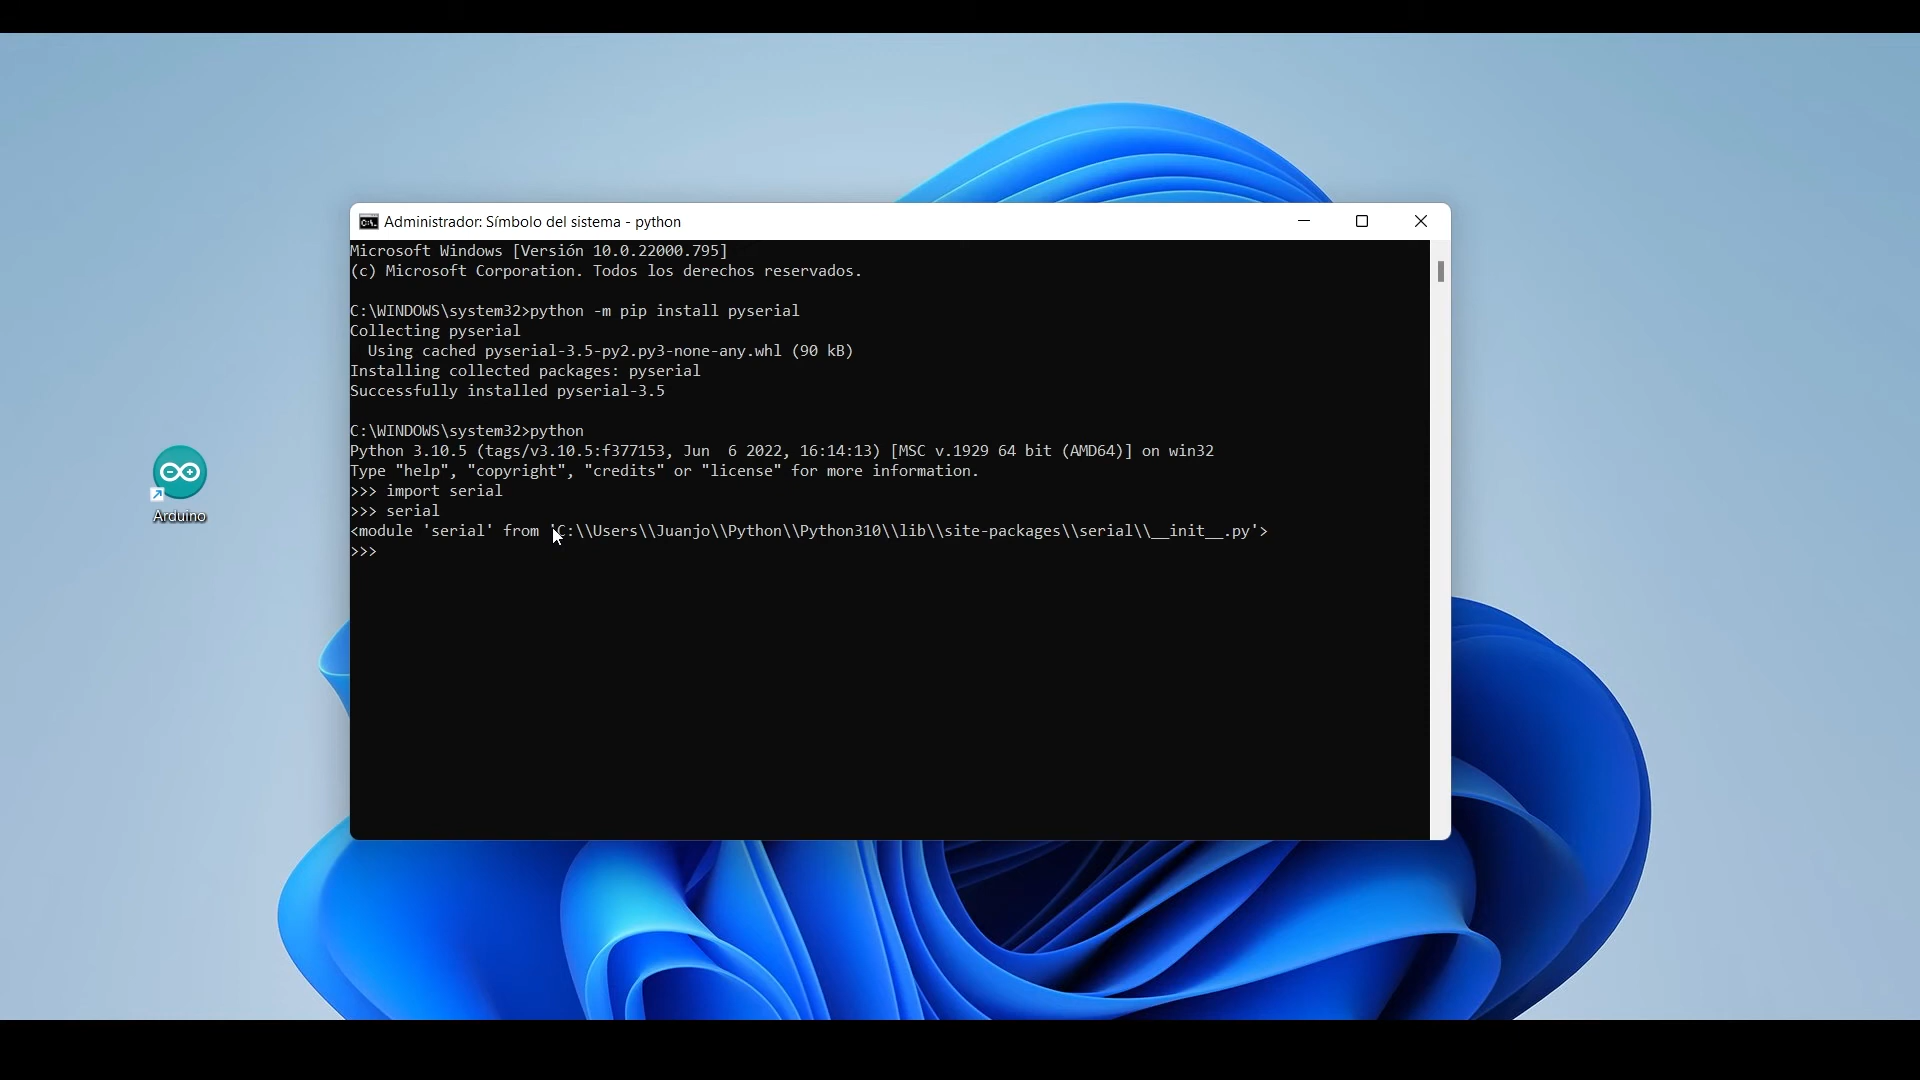 Administrador: Símbolo del sistema - python
Microsoft Windows [Versión 10.0.22000.795]
(c) Microsoft Corporation. Todos los derechos reservados.
C:\WINDOWS\system32>python -m pip install pyserial
Collecting pyserial
  Using cached pyserial-3.5-py2.py3-none-any.whl (90 kB)
Installing collected packages: pyserial
Successfully installed pyserial-3.5
C:\WINDOWS\system32>python
Python 3.10.5 (tags/v3.10.5:f377153, Jun  6 2022, 16:14:13) [MSC v.1929 64 bit (AMD64)] on win32
Type "help", "copyright", "credits" or "license" for more information.
>>> import serial
>>> serial
<module 'serial' from 'C:\\Users\\Juanjo\\Python\\Python310\\lib\\site-packages\\serial\\__init__.py'>
>>>
Arduino